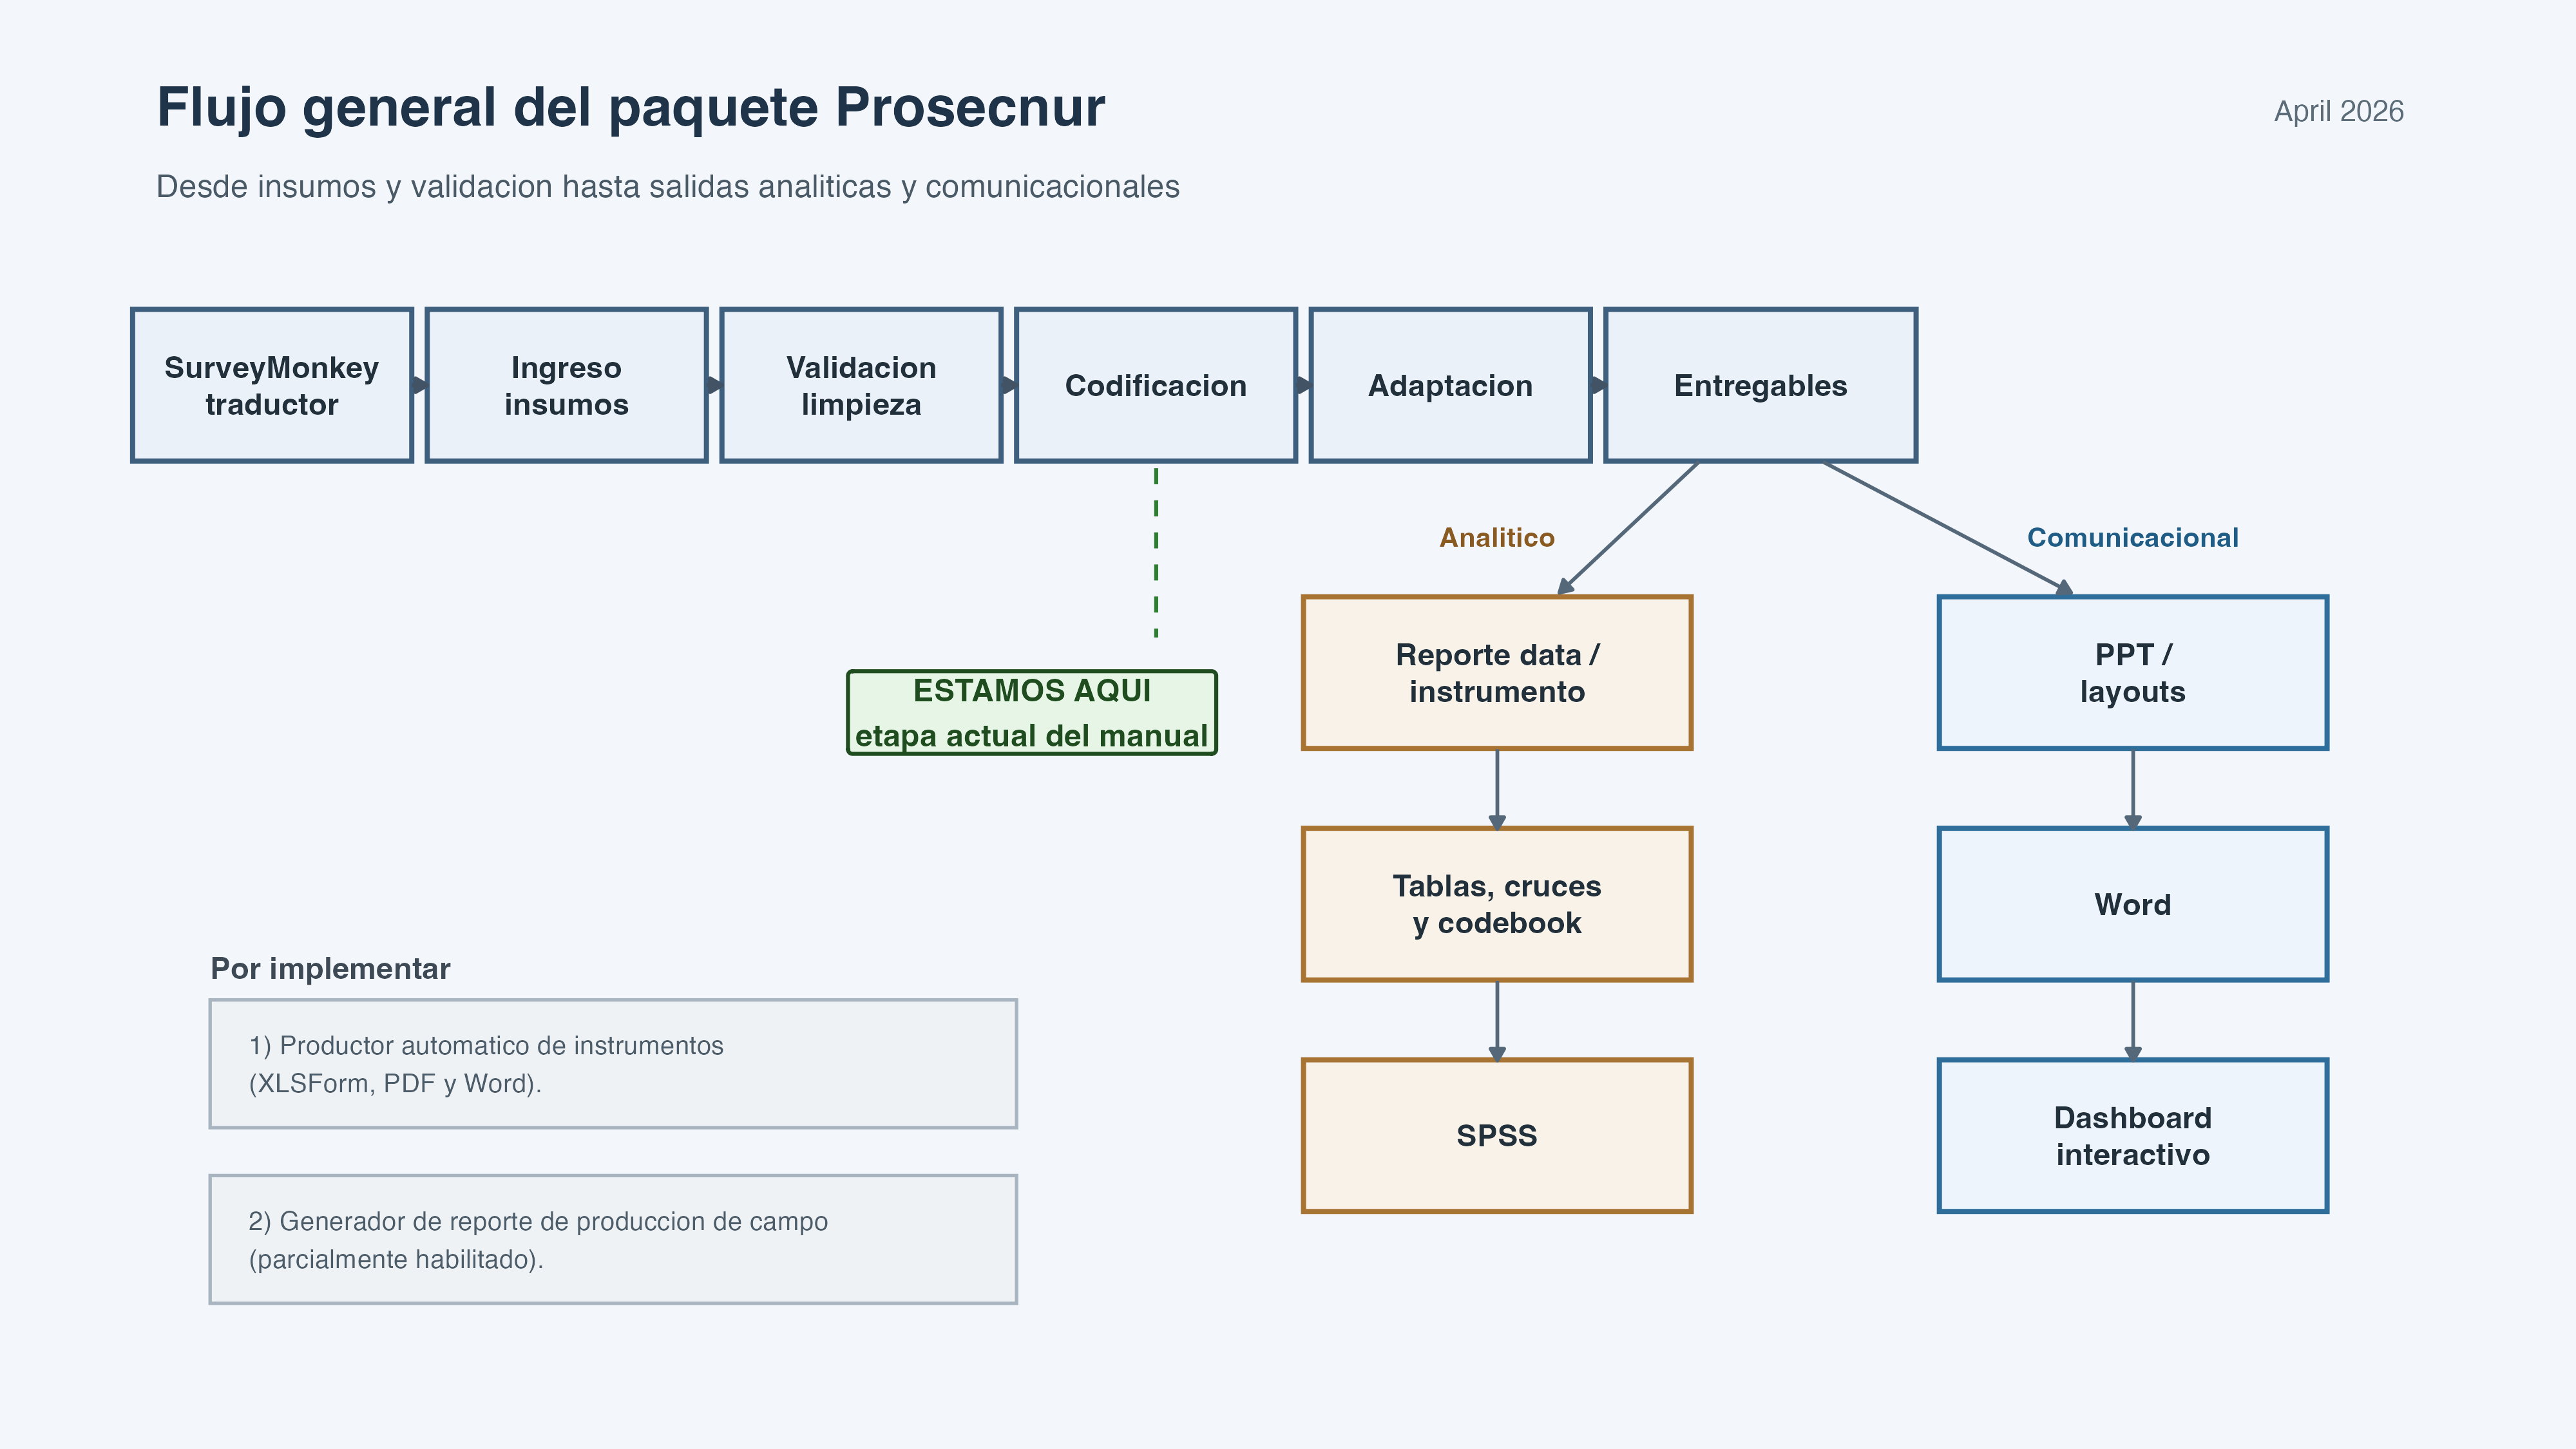 Flujo general del paquete Prosecnur
April 2026
Desde insumos y validacion hasta salidas analiticas y comunicacionales
SurveyMonkey
traductor
Ingreso
insumos
Validacion
limpieza
Codificacion
Adaptacion
Entregables
Analitico
Comunicacional
ESTAMOS AQUI
etapa actual del manual
Reporte data /
instrumento
PPT /
layouts
Tablas, cruces
y codebook
Word
SPSS
Dashboard
interactivo
Por implementar
1) Productor automatico de instrumentos
(XLSForm, PDF y Word).
2) Generador de reporte de produccion de campo
(parcialmente habilitado).